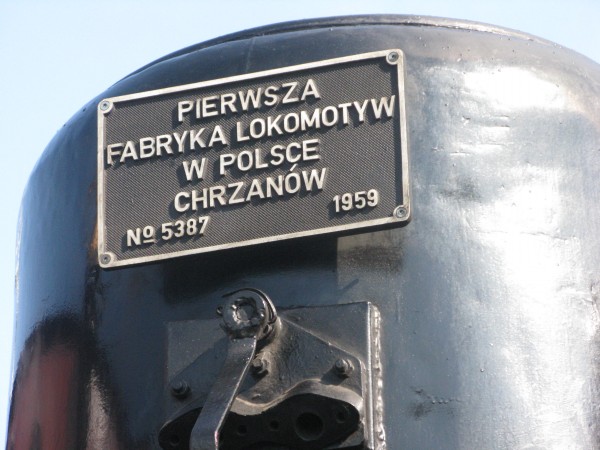 PIERWSZA
FABRYKA LOKOMOTYW
W POLSCE
CHRZANÓW
Nº 5387 1959